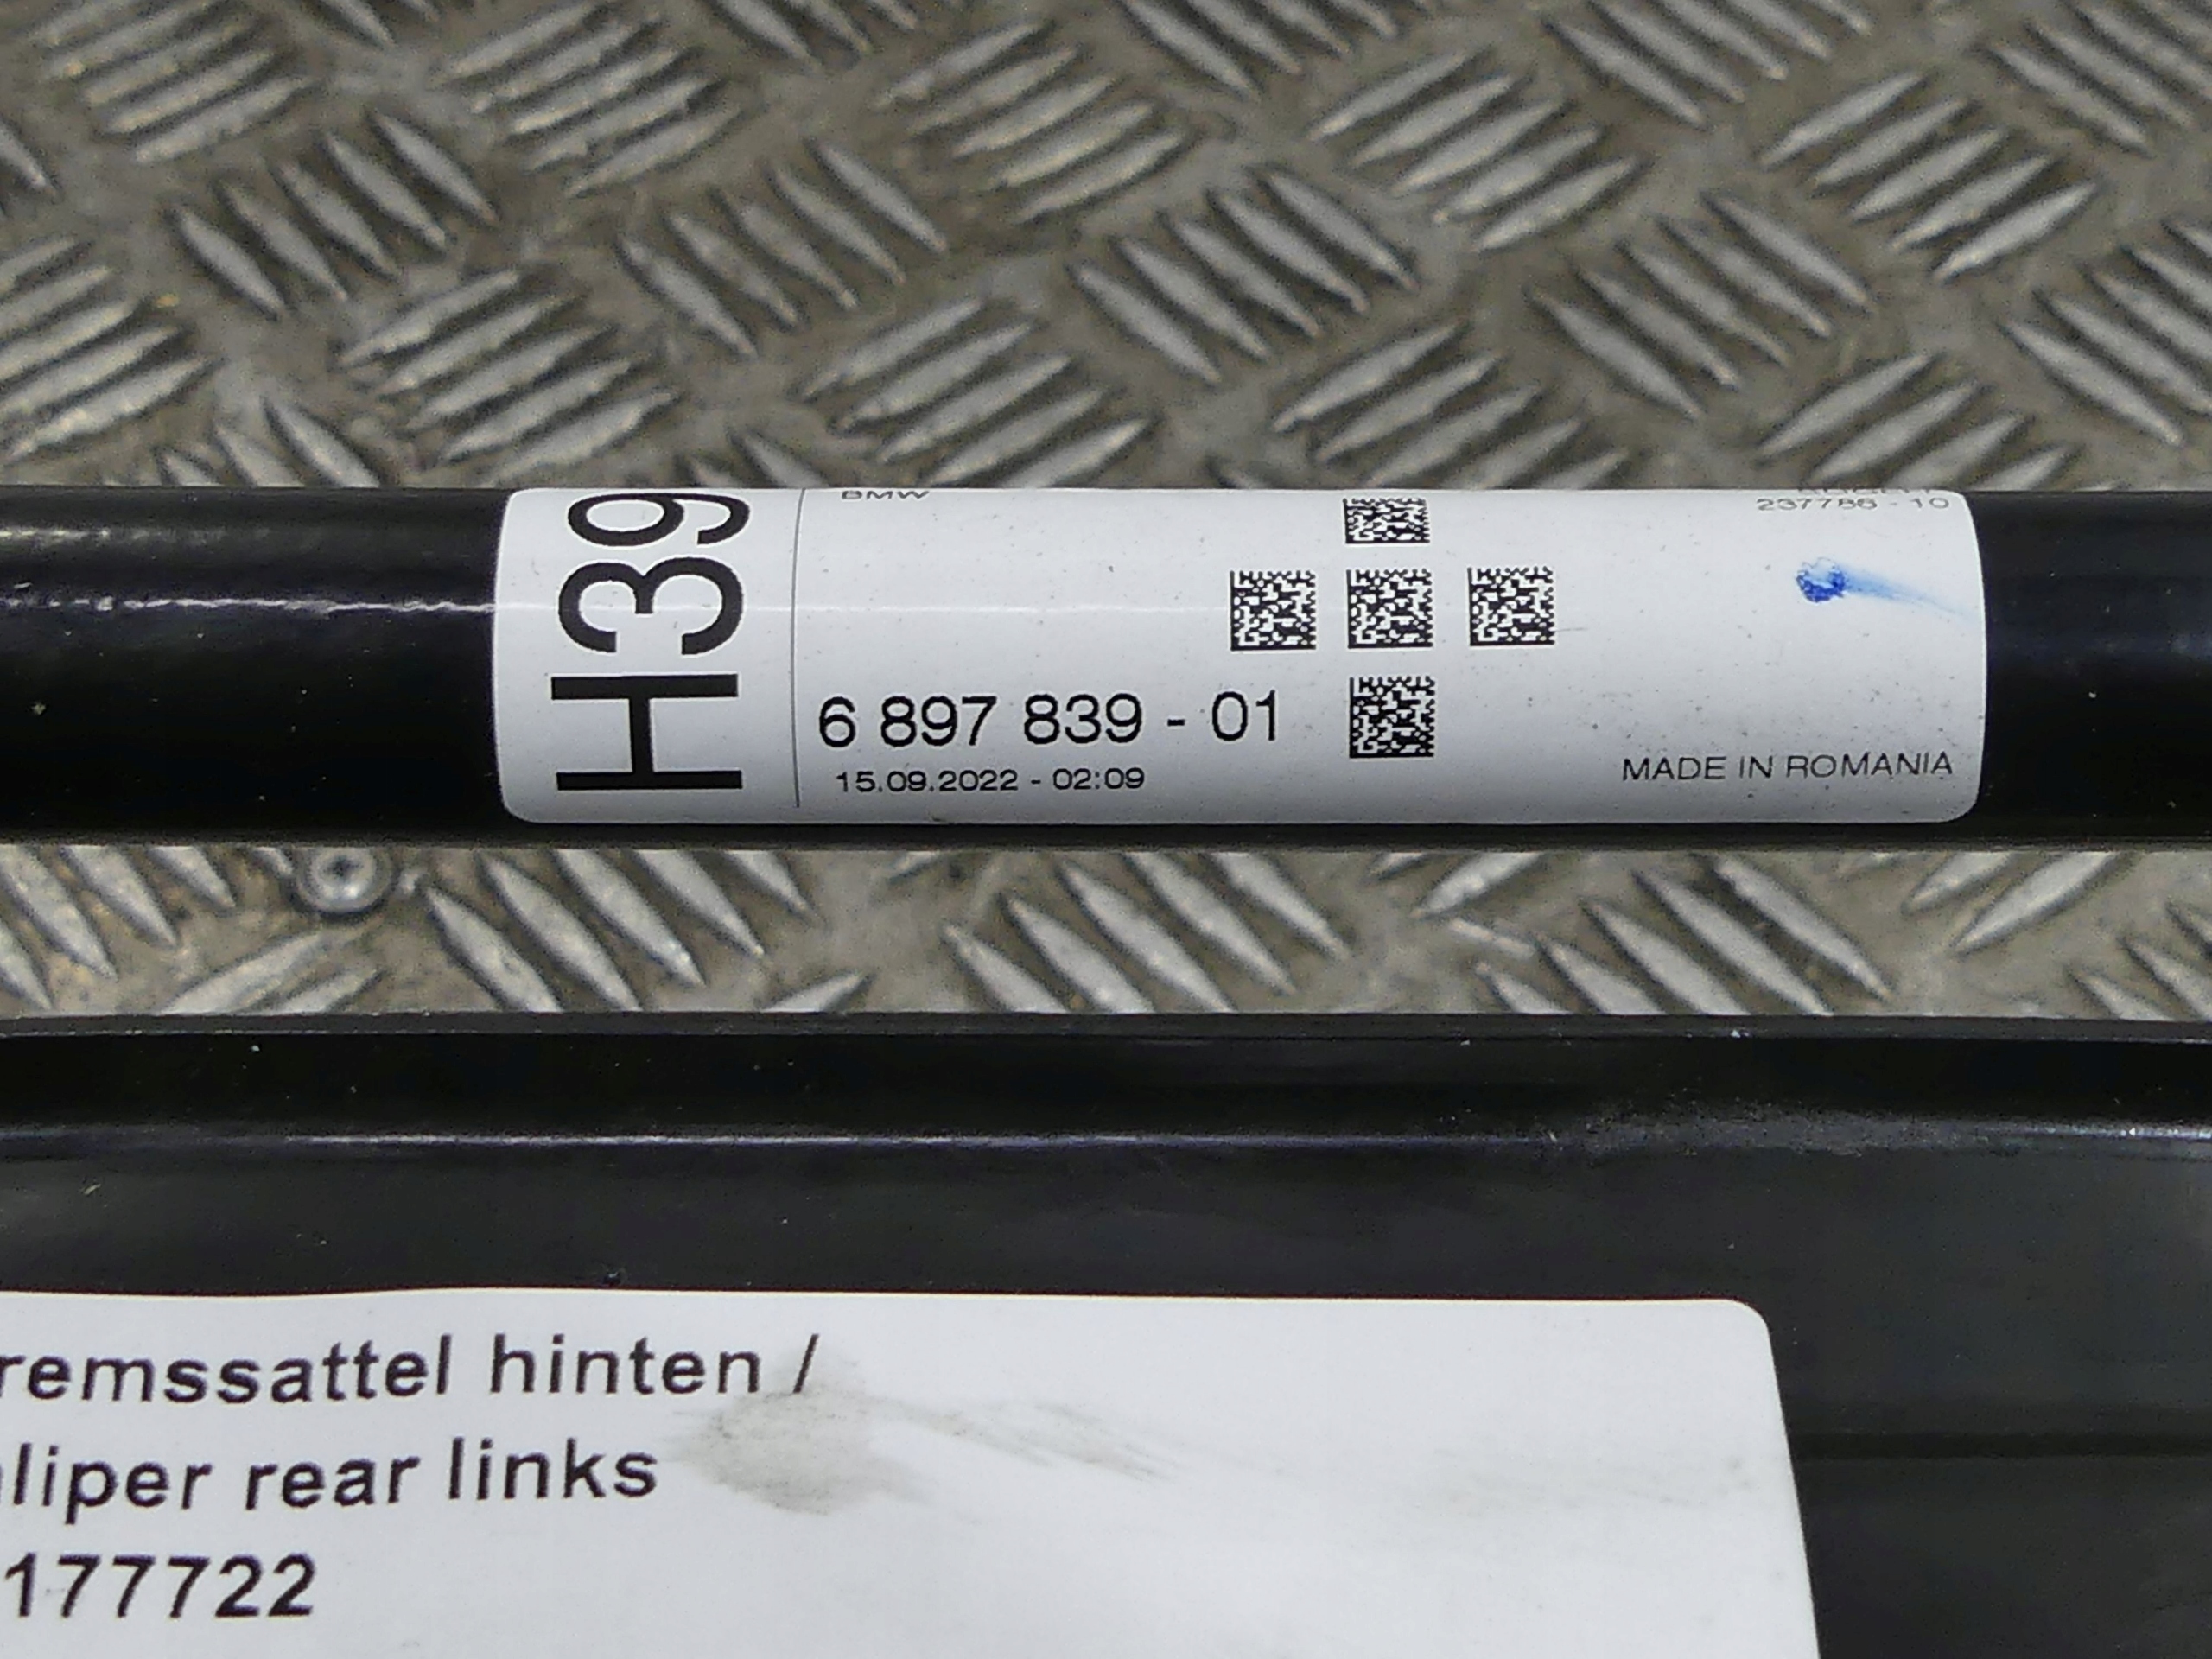 H39
BMW
237786 - 10
6 897 839 - 01
15.09.2022 - 02:09
MADE IN ROMANIA
remssattel hinten /
liper rear links
177722